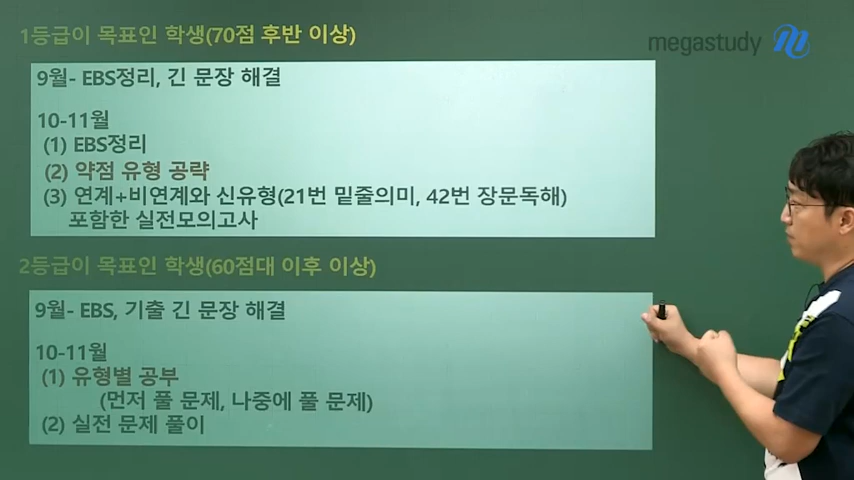 1등급이 목표인 학생(70점 후반 이상)
megastudy
9월- EBS정리, 긴 문장 해결
10-11월
(1) EBS정리
(2) 약점 유형 공략
(3) 연계+비연계와 신유형(21번 밑줄의미, 42번 장문독해)
포함한 실전모의고사
2등급이 목표인 학생(60점대 이후 이상)
9월- EBS, 기출 긴 문장 해결
10-11월
(1) 유형별 공부
(먼저 풀 문제, 나중에 풀 문제)
(2) 실전 문제 풀이